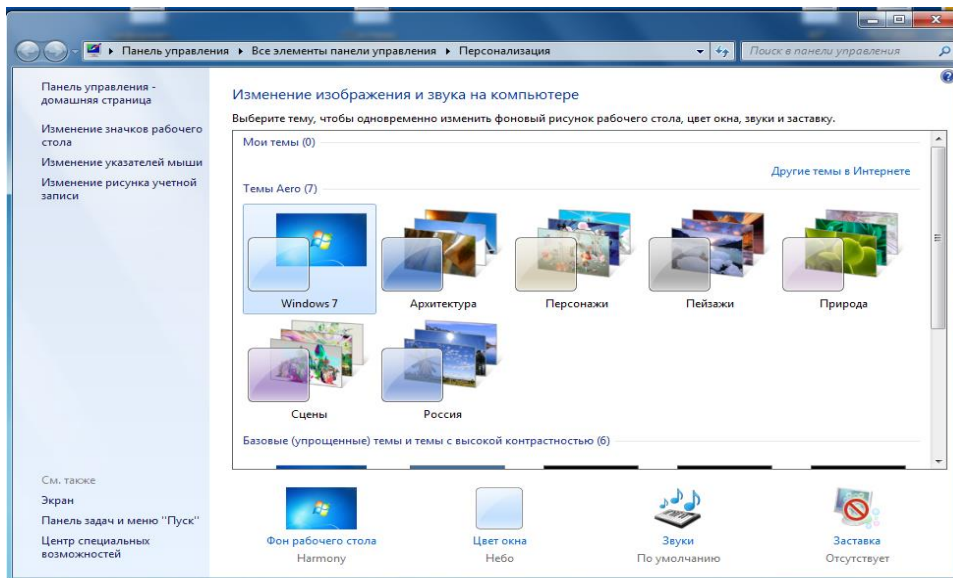 Панель управления ▸ Все элементы панели управления ▸ Персонализация
Поиск в панели управления
Панель управления -
домашняя страница
Изменение значков рабочего
стола
Изменение указателей мыши
Изменение рисунка учетной
записи
Изменение изображения и звука на компьютере
Выберите тему, чтобы одновременно изменить фоновый рисунок рабочего стола, цвет окна, звуки и заставку.
Мои темы (0)
Другие темы в Интернете
Темы Aero (7)
Windows 7 Архитектура Персонажи Пейзажи Природа
Сцены Россия
Базовые (упрощенные) темы и темы с высокой контрастностью (6)
См. также
Экран
Панель задач и меню "Пуск"
Центр специальных
возможностей
Фон рабочего стола Цвет окна Звуки Заставка
Harmony Небо По умолчанию Отсутствует